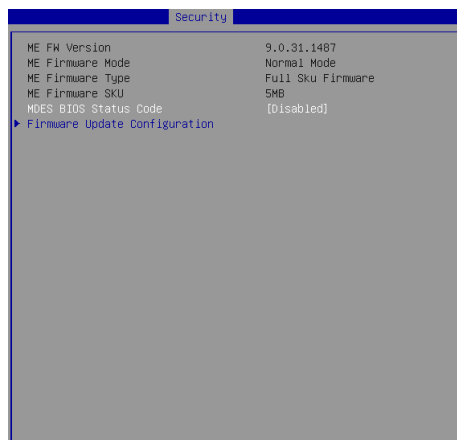 Security
ME FW Version 9.0.31.1487
ME Firmware Mode Normal Mode
ME Firmware Type Full Sku Firmware
ME Firmware SKU 5MB
MDES BIOS Status Code [Disabled]
Firmware Update Configuration